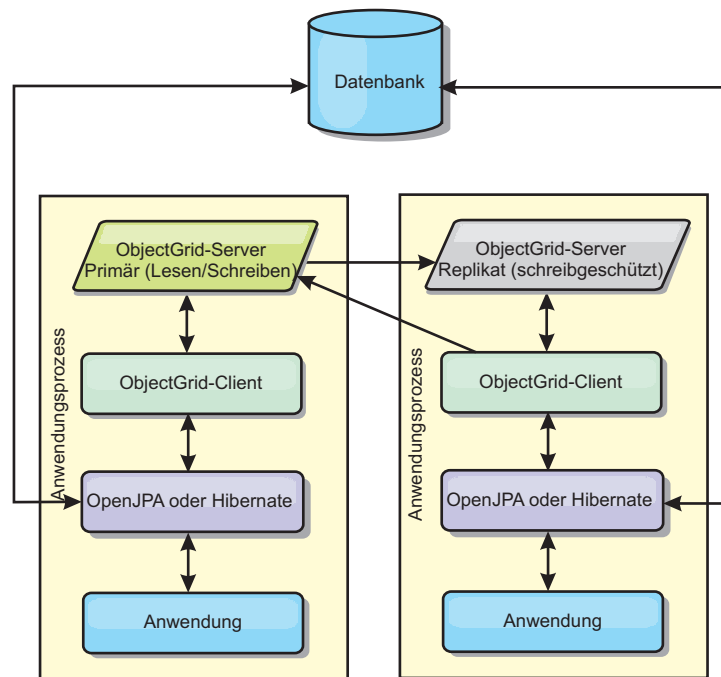 Datenbank
ObjectGrid-Server
Primär (Lesen/Schreiben)
ObjectGrid-Client
OpenJPA oder Hibernate
Anwendung
Anwendungsprozess
ObjectGrid-Server
Replikat (schreibgeschützt)
ObjectGrid-Client
OpenJPA oder Hibernate
Anwendung
Anwendungsprozess